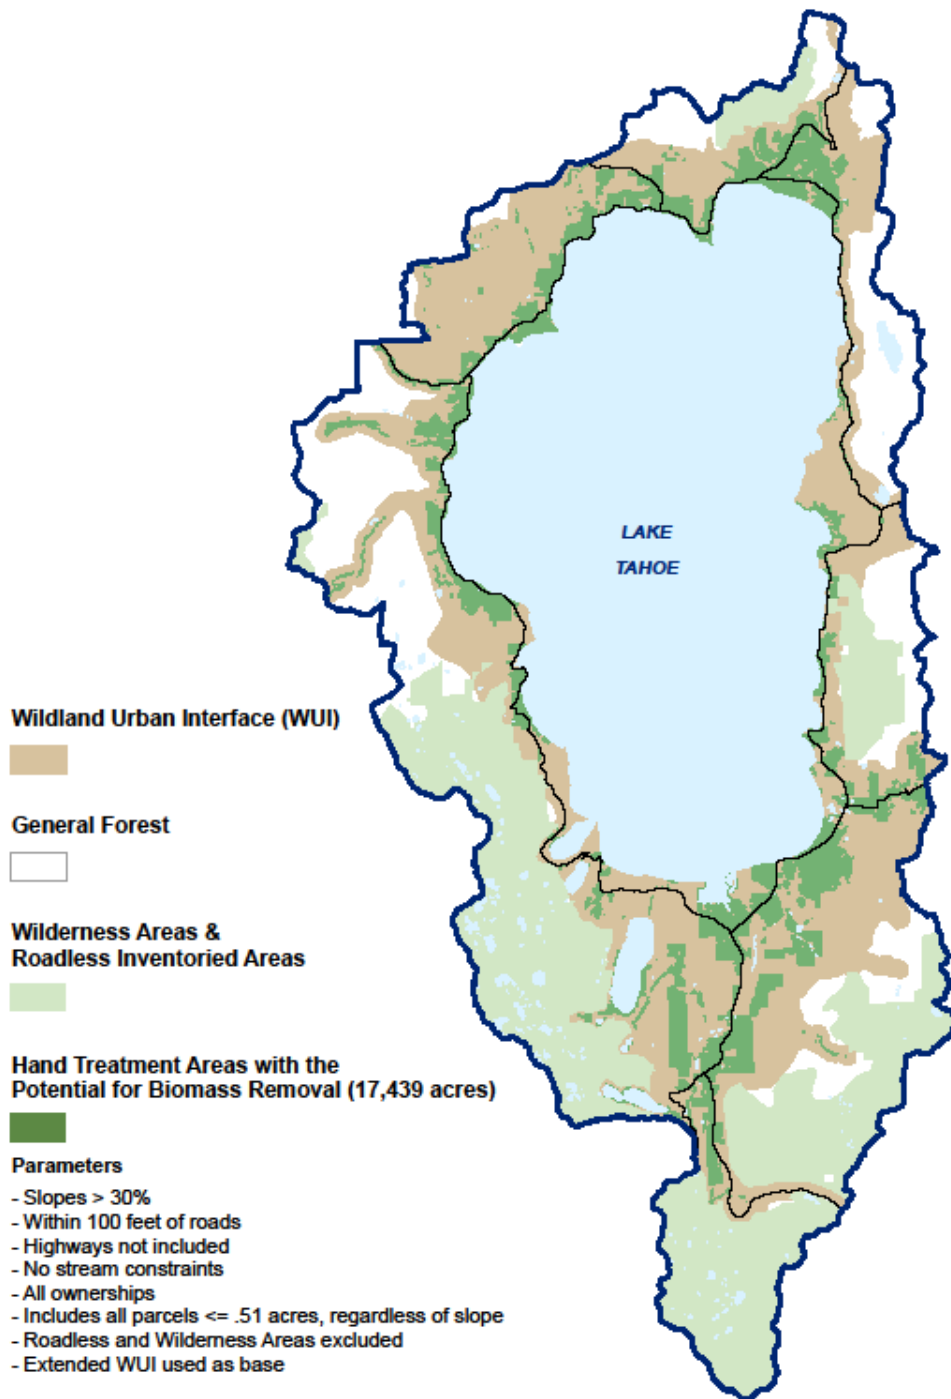 LAKE
TAHOE
Wildland Urban Interface (WUI)
General Forest
Wilderness Areas &
Roadless Inventoried Areas
Hand Treatment Areas with the
Potential for Biomass Removal (17,439 acres)
Parameters
- Slopes > 30%
- Within 100 feet of roads
- Highways not included
- No stream constraints
- All ownerships
- Includes all parcels <= .51 acres, regardless of slope
- Roadless and Wilderness Areas excluded
- Extended WUI used as base